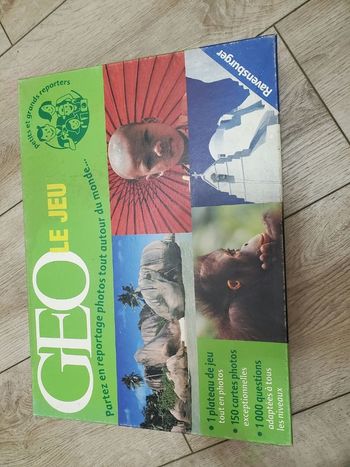 Ravensburger
petits et grands reporters
GEO LE JEU
Partez en reportage photos tout autour du monde...
• 1 plateau de jeu
tout en photos
• 150 cartes photos
exceptionnelles
• 1 000 questions
adaptées à tous
les niveaux